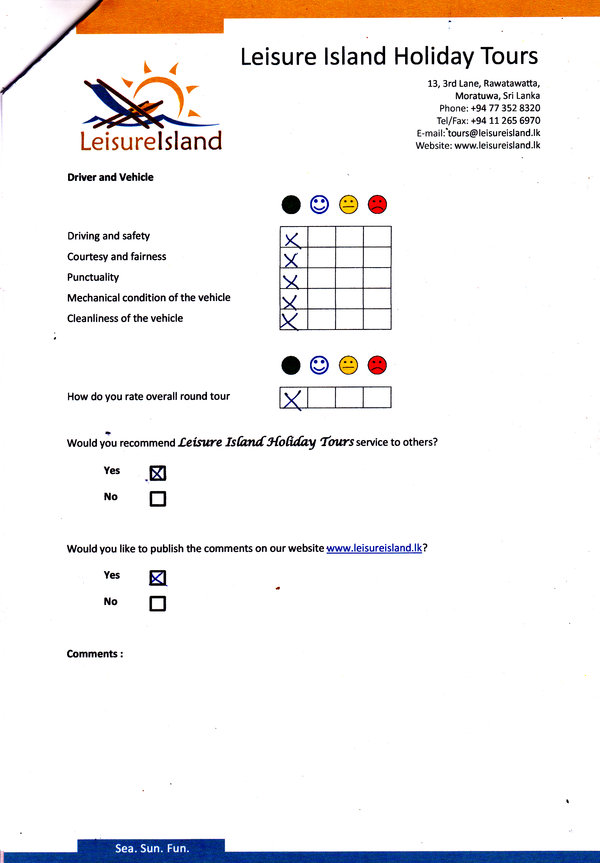 Leisure Island Holiday Tours
13, 3rd Lane, Rawatawatta,
Moratuwa, Sri Lanka
Phone: +94 77 352 8320
Tel/Fax: +94 11 265 6970
E-mail: tours@leisureisland.lk
Website: www.leisureisland.lk
LeisureIsland
Driver and Vehicle
Driving and safety
Courtesy and fairness
Punctuality
Mechanical condition of the vehicle
Cleanliness of the vehicle
How do you rate overall round tour
Would you recommend Leisure Island Holiday Tours service to others?
Yes
No
Would you like to publish the comments on our website www.leisureisland.lk?
Yes
No
Comments :
Sea. Sun. Fun.